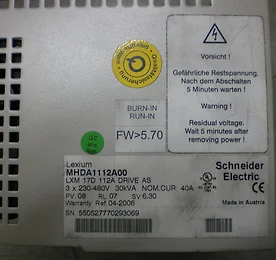 Vorsicht !
Gefährliche Restspannung.
Nach dem Abschalten
5 Minuten warten !
Warning !
Residual voltage.
Wait 5 minutes after
removing power !
QC
BURN-IN
RUN-IN
FW>5.70
Lexium
MHDA1112A00
LXM 17D 112A DRIVE AS
3 x 230-480V 30kVA NOM.CUR: 40A
PV: 08 RL: 07 SV: 6.30
Warranty Ref 04-2006
SN: 550527770293069
Schneider
Electric
Made in Austria